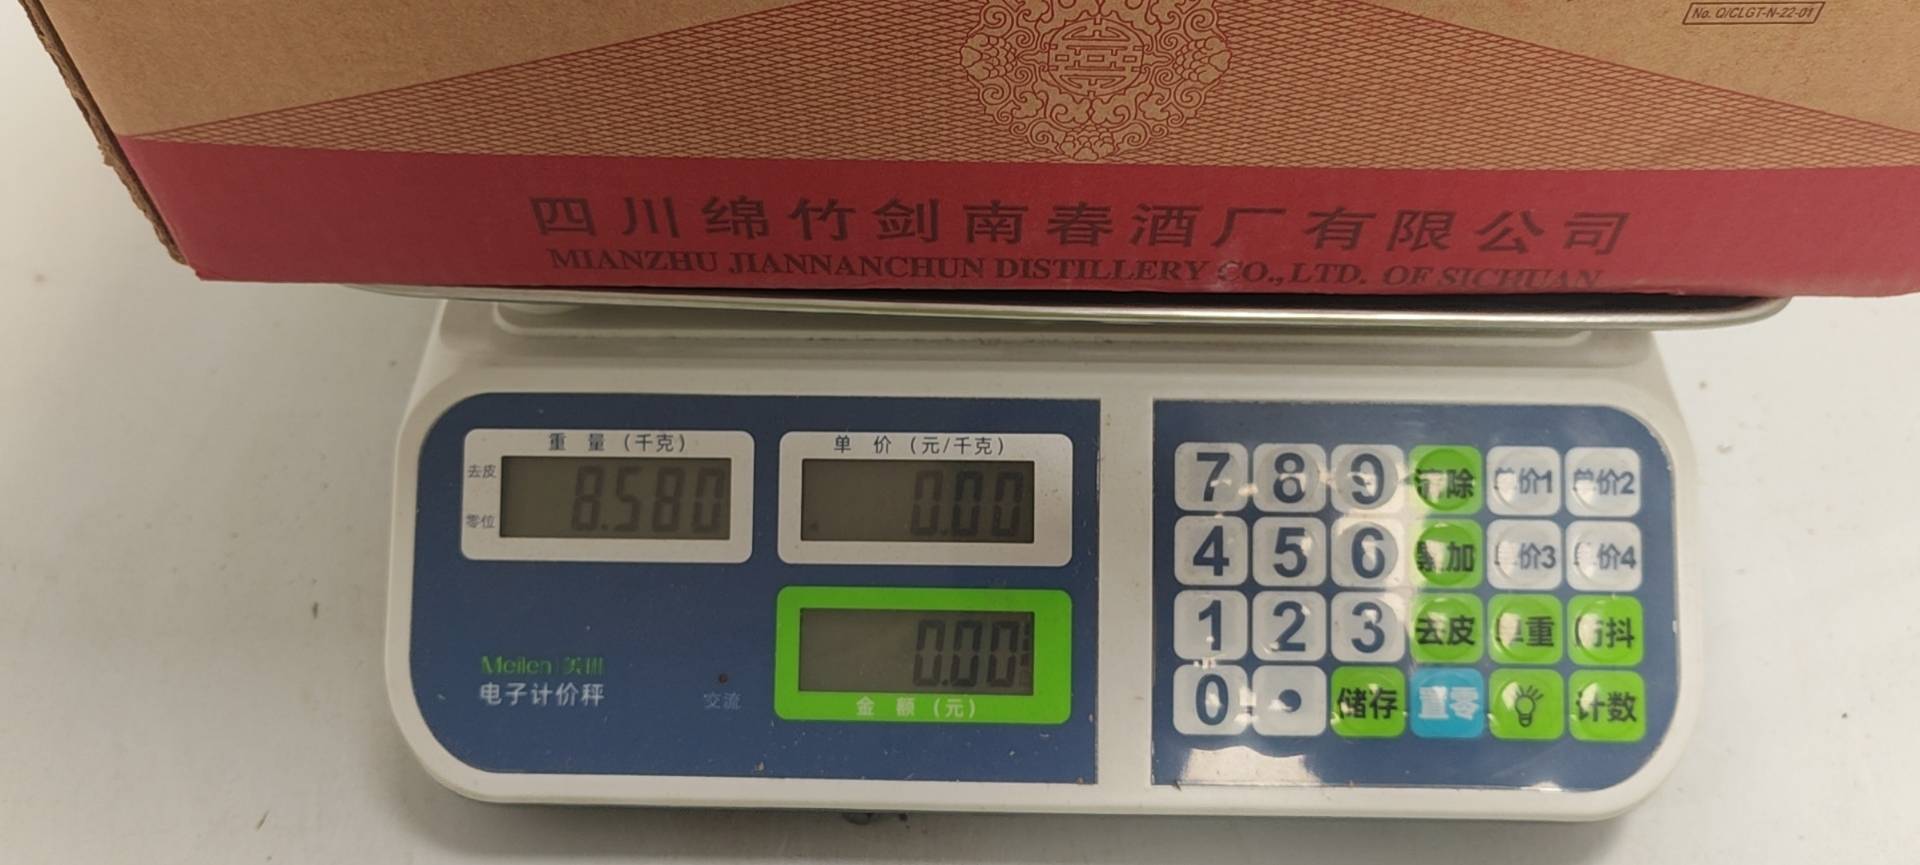 No. Q/CLGT-N-22-01
四川绵竹剑南春酒厂有限公司
MIANZHU JIANNANCHUN DISTILLERY CO., LTD. OF SICHUAN
重量(千克)
去皮
零位
8.580
单价(元/千克)
0.00
0.00
金额(元)
Meilen
电子计价秤
交流
7 8 9 清除 单价1 单价2
4 5 6 累加 单价3 单价4
1 2 3 去皮 单重 防抖
0 . 储存 置零 计数